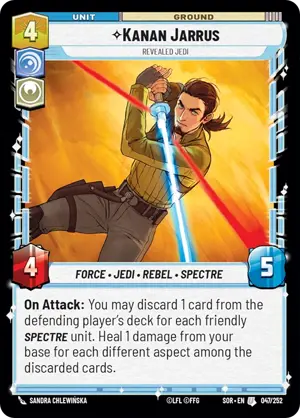 UNIT GROUND
4 ✧KANAN JARRUS
REVEALED JEDI
4 FORCE • JEDI • REBEL • SPECTRE 5
On Attack: You may discard 1 card from the
defending player's deck for each friendly
SPECTRE unit. Heal 1 damage from your
base for each different aspect among the
discarded cards.
SANDRA CHLEWIŃSKA ©LFL ©FFG SOR • EN U 047/252